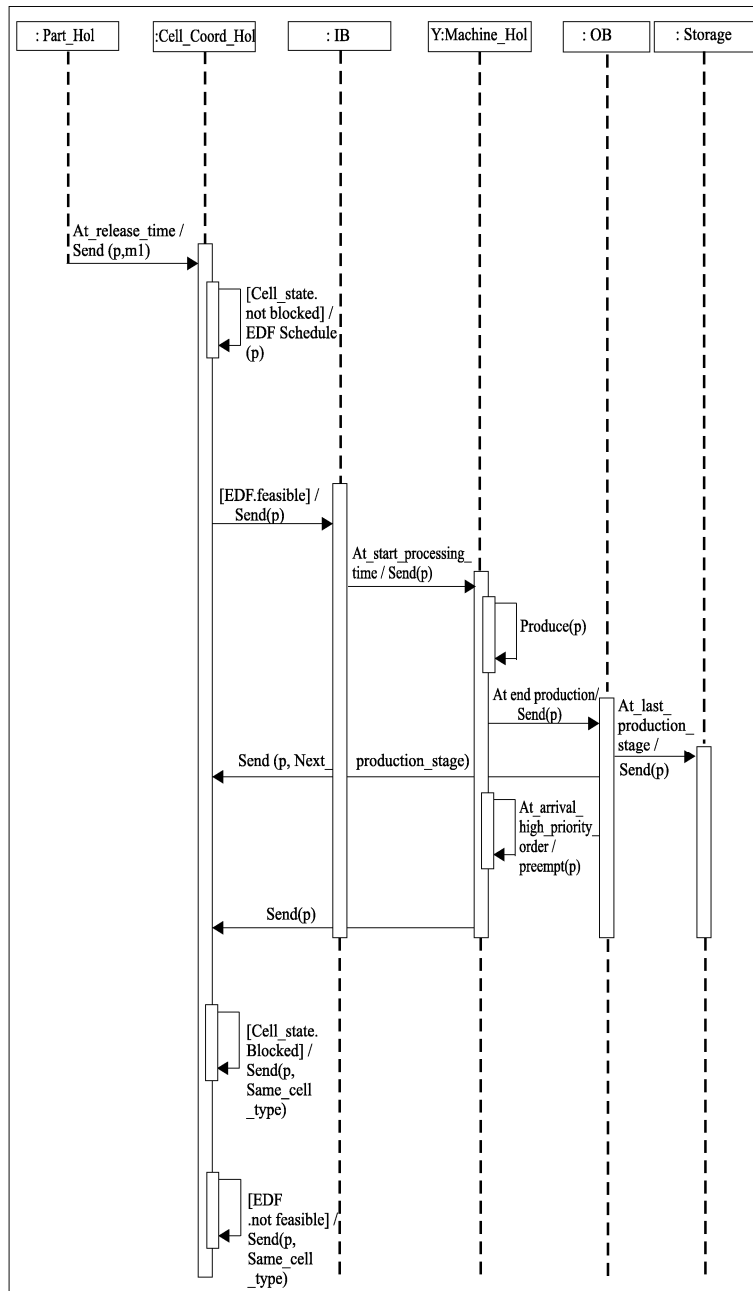 : Part_Hol
:Cell_Coord_Hol
: IB
Y:Machine_Hol
: OB
: Storage
At_release_time /
Send (p,m1)
[Cell_state.
not blocked] /
EDF Schedule
(p)
[EDF.feasible] /
Send(p)
At_start_processing_
time / Send(p)
Produce(p)
At end production/
Send(p)
At_last_
production_
stage /
Send(p)
Send (p, Next_ production_stage)
At_arrival_
high_priority_
order /
preempt(p)
Send(p)
[Cell_state.
Blocked] /
Send(p,
Same_cell
_type)
[EDF
.not feasible] /
Send(p,
Same_cell
_type)